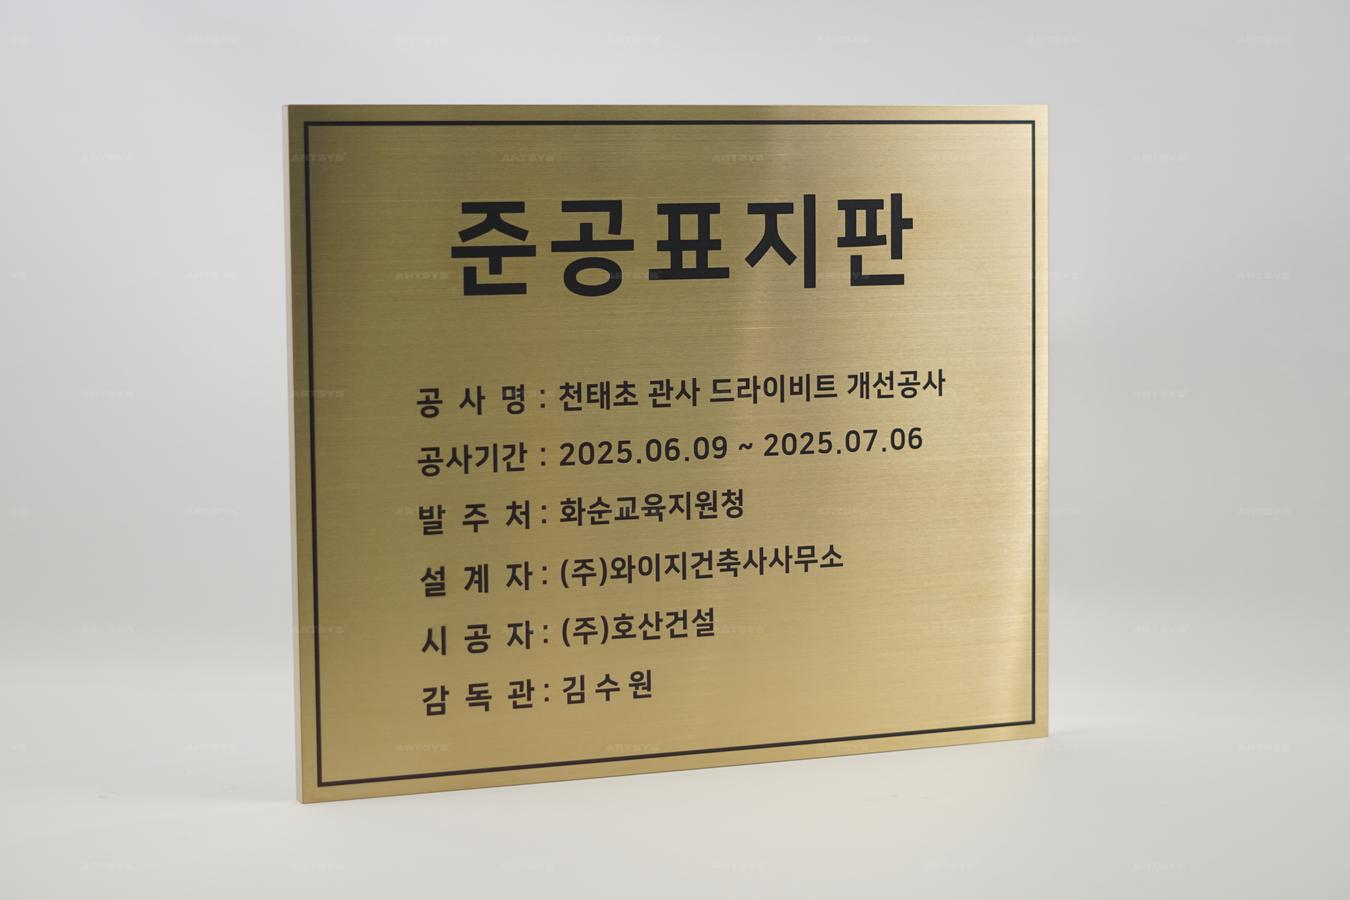 준공표지판
공 사 명 : 천태초 관사 드라이비트 개선공사
공사기간 : 2025.06.09 ~ 2025.07.06
발 주 처 : 화순교육지원청
설 계 자 : (주)와이지건축사사무소
시 공 자 : (주)호산건설
감 독 관 : 김 수 원
ARTSYS